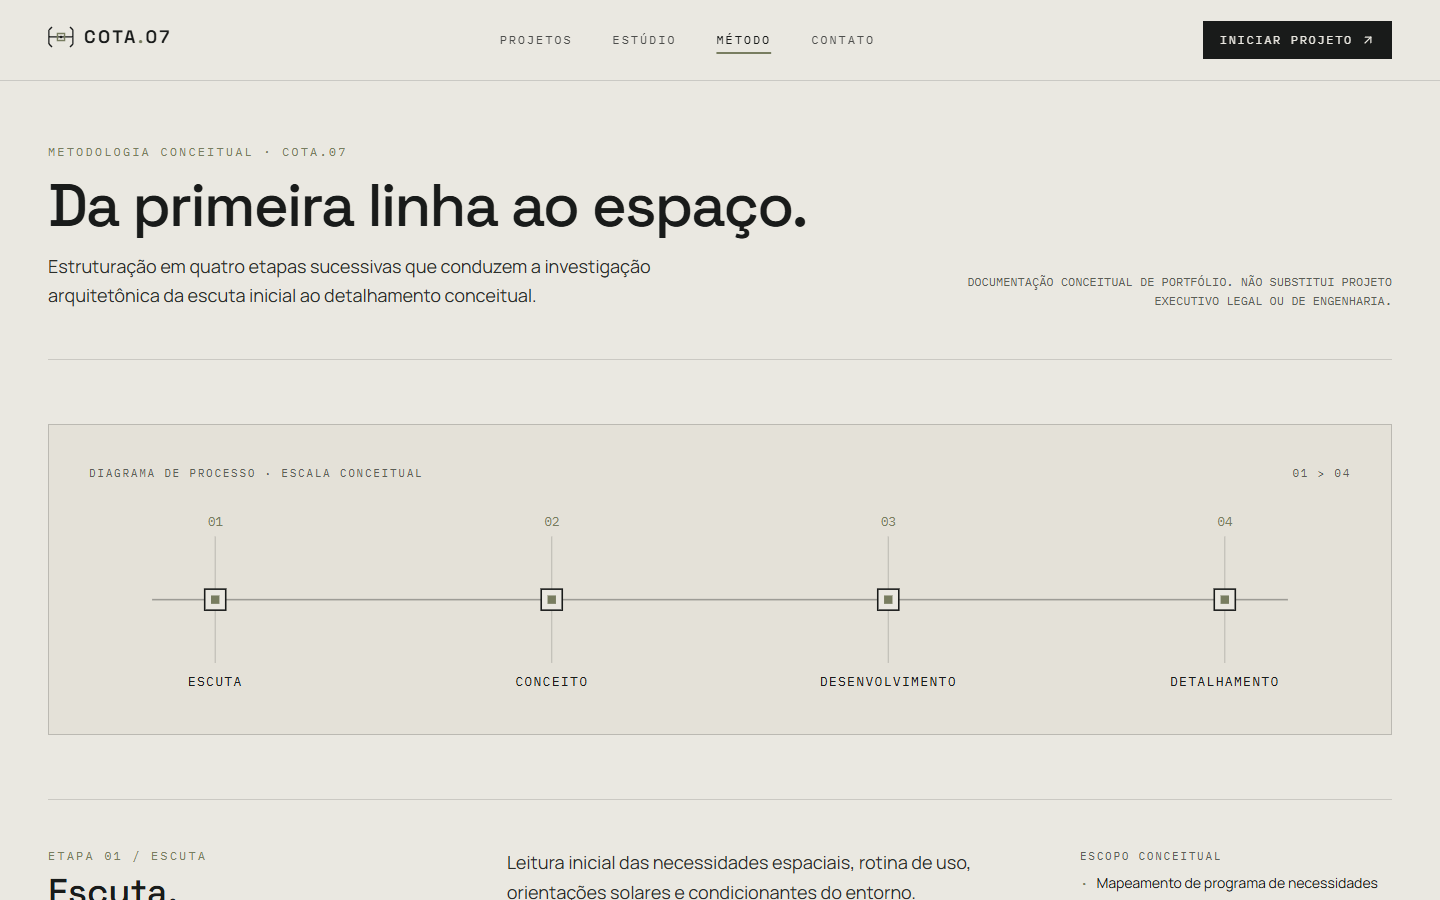 COTA.07
PROJETOS
ESTÚDIO
MÉTODO
CONTATO
INICIAR PROJETO
METODOLOGIA CONCEITUAL · COTA.07
Da primeira linha ao espaço.
Estruturação em quatro etapas sucessivas que conduzem a investigação
arquitetônica da escuta inicial ao detalhamento conceitual.
DOCUMENTAÇÃO CONCEITUAL DE PORTFÓLIO. NÃO SUBSTITUI PROJETO
EXECUTIVO LEGAL OU DE ENGENHARIA.
DIAGRAMA DE PROCESSO · ESCALA CONCEITUAL
01 > 04
01
02
03
04
ESCUTA
CONCEITO
DESENVOLVIMENTO
DETALHAMENTO
ETAPA 01 / ESCUTA
Escuta.
Leitura inicial das necessidades espaciais, rotina de uso,
orientações solares e condicionantes do entorno.
ESCOPO CONCEITUAL
· Mapeamento de programa de necessidades